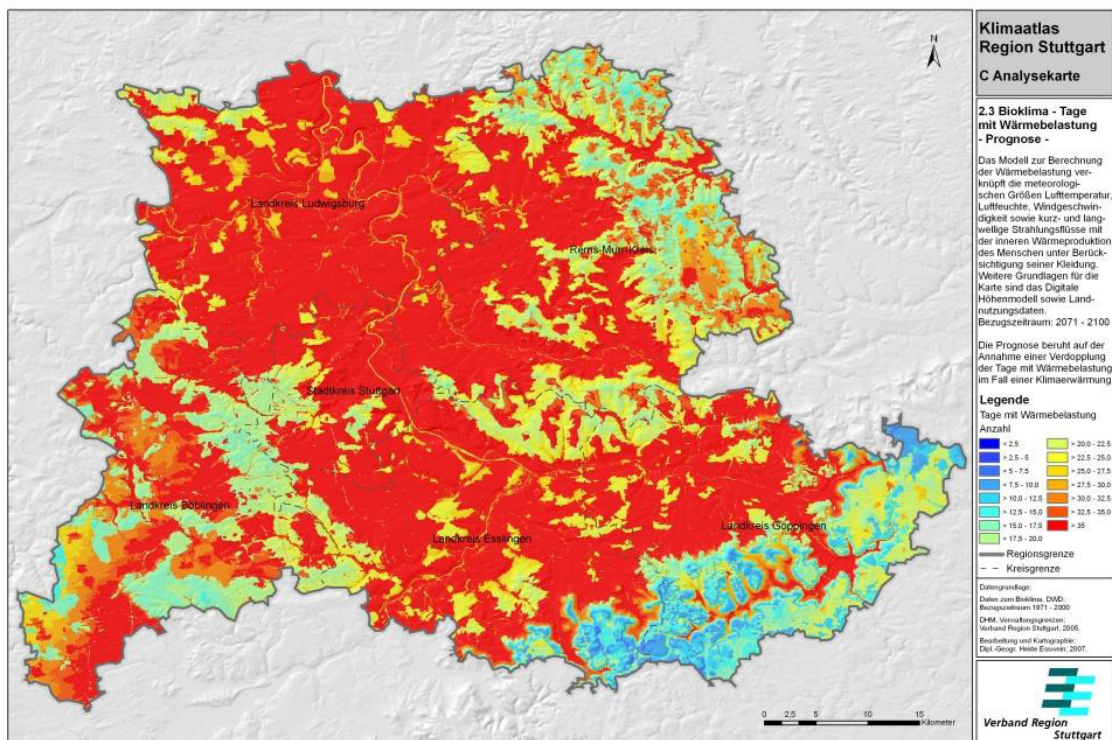 Klimaatlas
Region Stuttgart
C Analysekarte
N
2.3 Bioklima - Tage
mit Wärmebelastung
- Prognose -
Das Modell zur Berechnung
der Wärmebelastung ver-
knüpft die meteorologi-
schen Größen Lufttemperatur,
Luftfeuchte, Windgeschwin-
digkeit sowie kurz- und lang-
wellige Strahlungsflüsse mit
der inneren Wärmeproduktion
des Menschen unter Berück-
sichtigung seiner Kleidung.
Weitere Grundlagen für die
Karte sind das Digitale
Höhenmodell sowie Land-
nutzungsdaten.
Bezugszeitraum: 2071 - 2100
Die Prognose beruht auf der
Annahme einer Verdopplung
der Tage mit Wärmebelastung
im Fall einer Klimaerwärmung
Legende
Tage mit Wärmebelastung
Anzahl
< 2,5
> 2,5 - 5
> 5 - 7,5
> 7,5 - 10,0
> 10,0 - 12,5
> 12,5 - 15,0
> 15,0 - 17,5
> 17,5 - 20,0
> 20,0 - 22,5
> 22,5 - 25,0
> 25,0 - 27,5
> 27,5 - 30,0
> 30,0 - 32,5
> 32,5 - 35,0
> 35
Regionsgrenze
Kreisgrenze
Datengrundlage:
Daten zum Bioklima, DWD:
Bezugszeitraum 1971 - 2000
DHM, Verwaltungsgrenzen:
Verband Region Stuttgart, 2005.
Bearbeitung und Kartographie:
Dipl.-Geogr. Heide Esswein, 2007.
Verband Region
Stuttgart
Landkreis Ludwigsburg
Rems-Murr-Kreis
Stadtkreis Stuttgart
Landkreis Böblingen
Landkreis Esslingen
Landkreis Göppingen
0 2,5 5 10 15
Kilometer